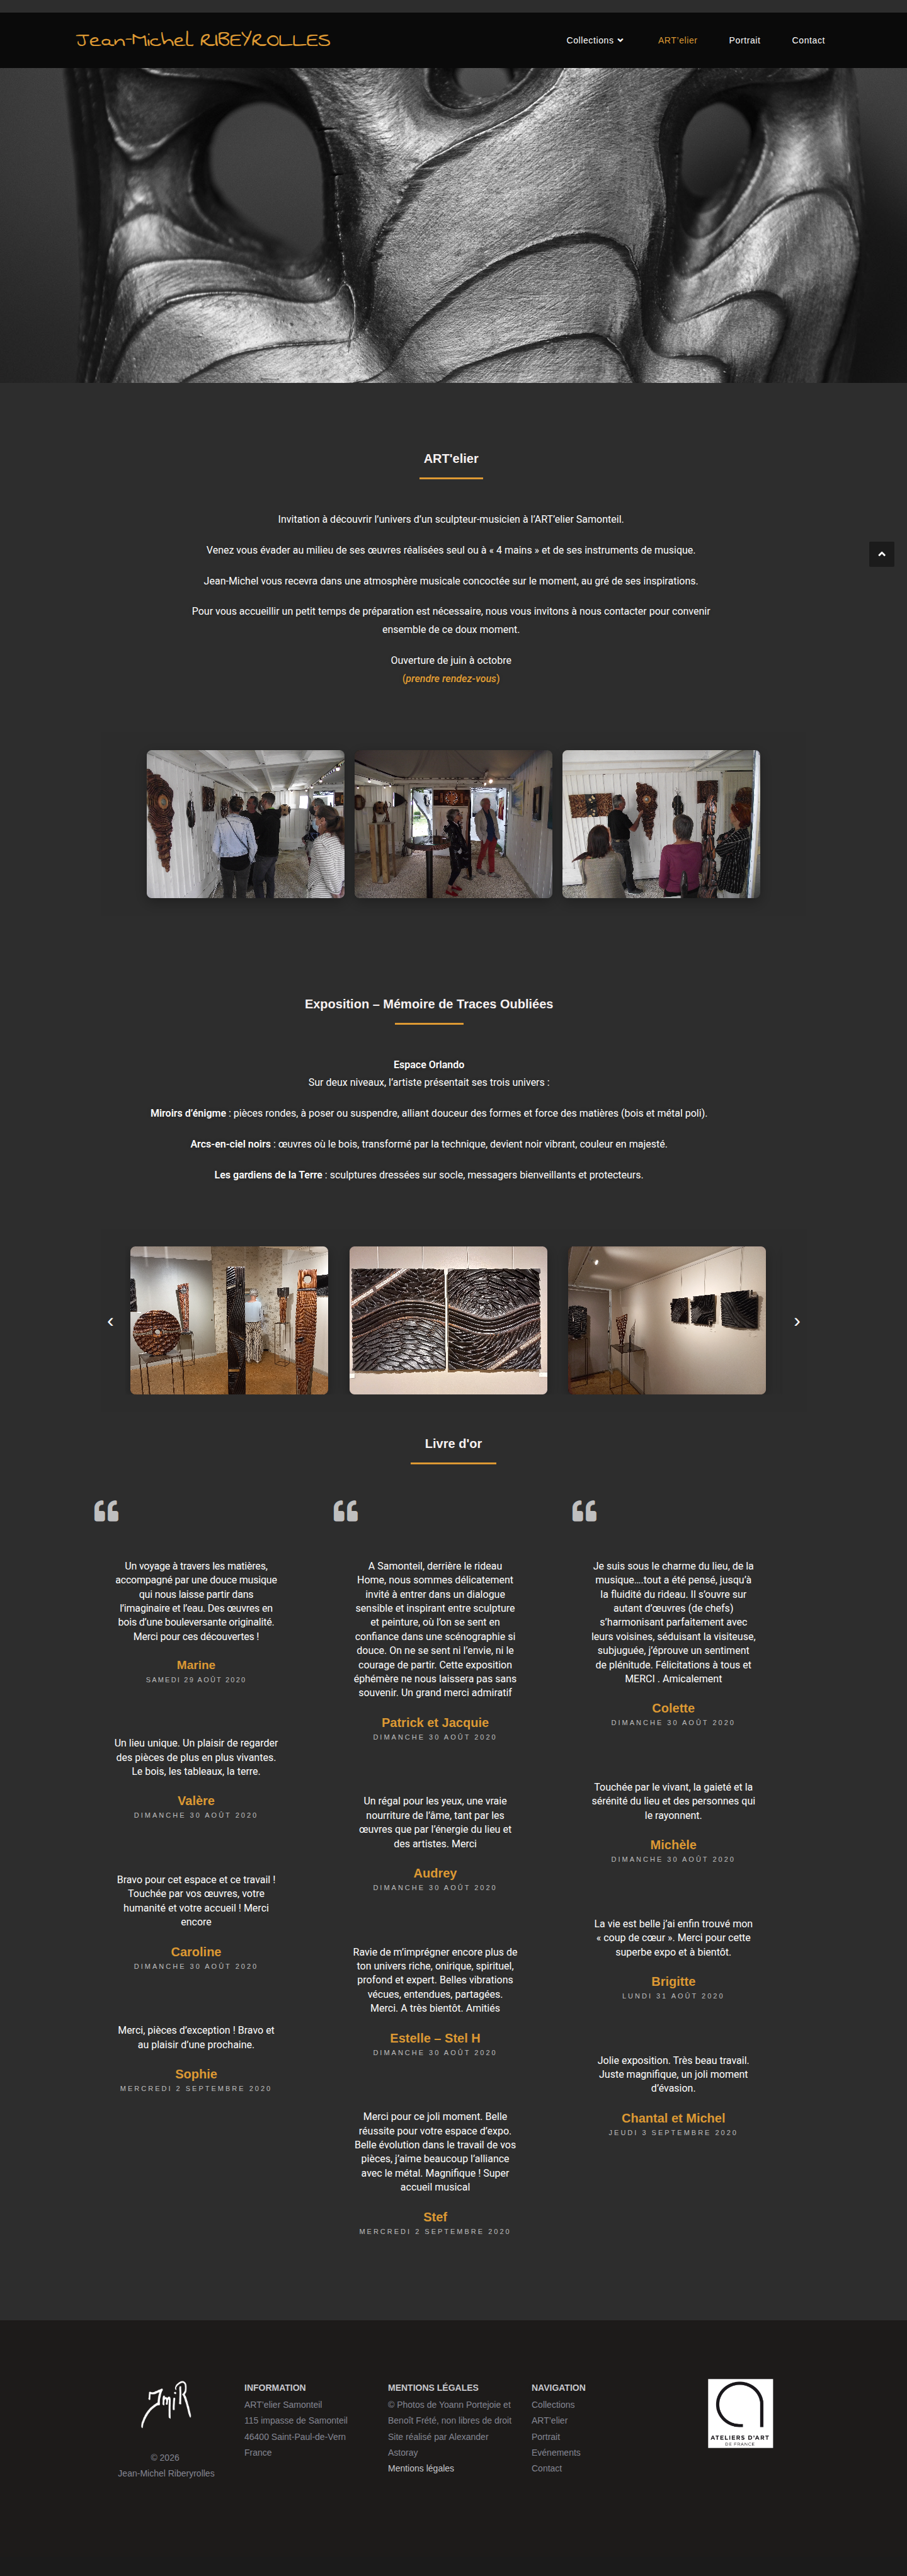 Jean-Michel RIBEYROLLES
Collections
ART'elier
Portrait
Contact
ART'elier
Invitation à découvrir l'univers d'un sculpteur-musicien à l'ART'elier Samonteil.
Venez vous évader au milieu de ses œuvres réalisées seul ou à « 4 mains » et de ses instruments de musique.
Jean-Michel vous recevra dans une atmosphère musicale concoctée sur le moment, au gré de ses inspirations.
Pour vous accueillir un petit temps de préparation est nécessaire, nous vous invitons à nous contacter pour convenir
ensemble de ce doux moment.
Ouverture de juin à octobre
(prendre rendez-vous)
Exposition – Mémoire de Traces Oubliées
Espace Orlando
Sur deux niveaux, l'artiste présentait ses trois univers :
Miroirs d'énigme : pièces rondes, à poser ou suspendre, alliant douceur des formes et force des matières (bois et métal poli).
Arcs-en-ciel noirs : œuvres où le bois, transformé par la technique, devient noir vibrant, couleur en majesté.
Les gardiens de la Terre : sculptures dressées sur socle, messagers bienveillants et protecteurs.
Livre d'or
Un voyage à travers les matières,
accompagné par une douce musique
qui nous laisse partir dans
l'imaginaire et l'eau. Des œuvres en
bois d'une bouleversante originalité.
Merci pour ces découvertes !
Marine
SAMEDI 29 AOÛT 2020
Un lieu unique. Un plaisir de regarder
des pièces de plus en plus vivantes.
Le bois, les tableaux, la terre.
Valère
DIMANCHE 30 AOÛT 2020
Bravo pour cet espace et ce travail !
Touchée par vos œuvres, votre
humanité et votre accueil ! Merci
encore
Caroline
DIMANCHE 30 AOÛT 2020
Merci, pièces d'exception ! Bravo et
au plaisir d'une prochaine.
Sophie
MERCREDI 2 SEPTEMBRE 2020
A Samonteil, derrière le rideau
Home, nous sommes délicatement
invité à entrer dans un dialogue
sensible et inspirant entre sculpture
et peinture, où l'on se sent en
confiance dans une scénographie si
douce. On ne se sent ni l'envie, ni le
courage de partir. Cette exposition
éphémère ne nous laissera pas sans
souvenir. Un grand merci admiratif
Patrick et Jacquie
DIMANCHE 30 AOÛT 2020
Un régal pour les yeux, une vraie
nourriture de l'âme, tant par les
œuvres que par l'énergie du lieu et
des artistes. Merci
Audrey
DIMANCHE 30 AOÛT 2020
Ravie de m'imprégner encore plus de
ton univers riche, onirique, spirituel,
profond et expert. Belles vibrations
vécues, entendues, partagées.
Merci. A très bientôt. Amitiés
Estelle – Stel H
DIMANCHE 30 AOÛT 2020
Merci pour ce joli moment. Belle
réussite pour votre espace d'expo.
Belle évolution dans le travail de vos
pièces, j'aime beaucoup l'alliance
avec le métal. Magnifique ! Super
accueil musical
Stef
MERCREDI 2 SEPTEMBRE 2020
Je suis sous le charme du lieu, de la
musique….tout a été pensé, jusqu'à
la fluidité du rideau. Il s'ouvre sur
autant d'œuvres (de chefs)
s'harmonisant parfaitement avec
leurs voisines, séduisant la visiteuse,
subjuguée, j'éprouve un sentiment
de plénitude. Félicitations à tous et
MERCI . Amicalement
Colette
DIMANCHE 30 AOÛT 2020
Touchée par le vivant, la gaieté et la
sérénité du lieu et des personnes qui
le rayonnent.
Michèle
DIMANCHE 30 AOÛT 2020
La vie est belle j'ai enfin trouvé mon
« coup de cœur ». Merci pour cette
superbe expo et à bientôt.
Brigitte
LUNDI 31 AOÛT 2020
Jolie exposition. Très beau travail.
Juste magnifique, un joli moment
d'évasion.
Chantal et Michel
JEUDI 3 SEPTEMBRE 2020
JmiR
© 2026
Jean-Michel Riberyrolles
INFORMATION
ART'elier Samonteil
115 impasse de Samonteil
46400 Saint-Paul-de-Vern
France
MENTIONS LÉGALES
© Photos de Yoann Portejoie et
Benoît Frété, non libres de droit
Site réalisé par Alexander
Astoray
Mentions légales
NAVIGATION
Collections
ART'elier
Portrait
Evénements
Contact
ATELIERS D'ART
DE FRANCE